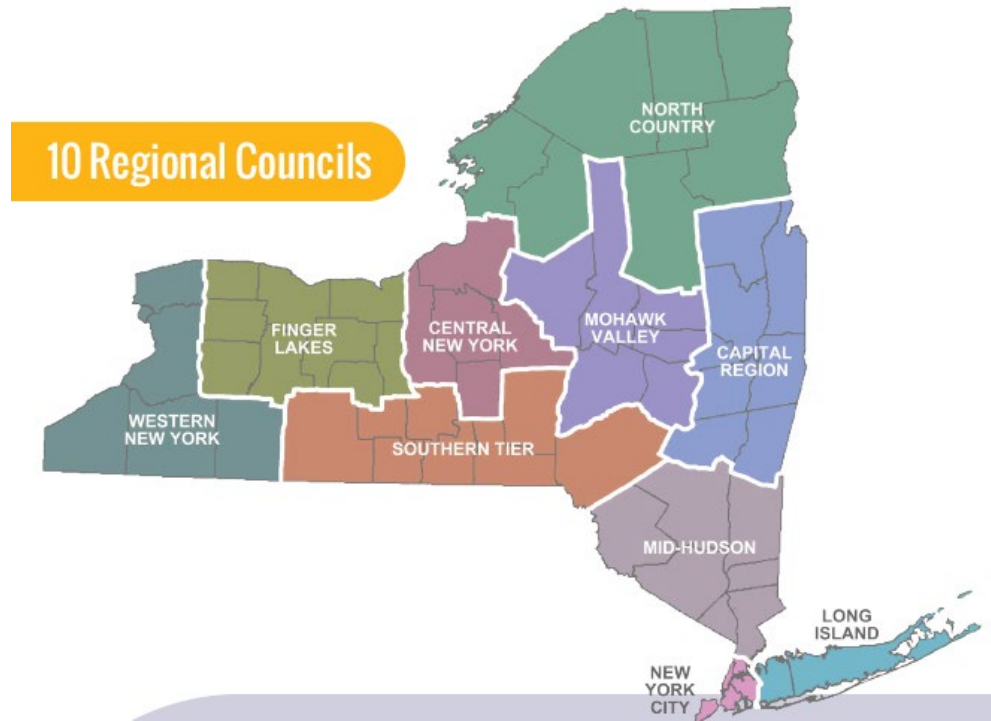 10 Regional Councils
NORTH
COUNTRY
FINGER
LAKES
CENTRAL
NEW YORK
MOHAWK
VALLEY
CAPITAL
REGION
WESTERN
NEW YORK
SOUTHERN TIER
MID-HUDSON
LONG
ISLAND
NEW
YORK
CITY